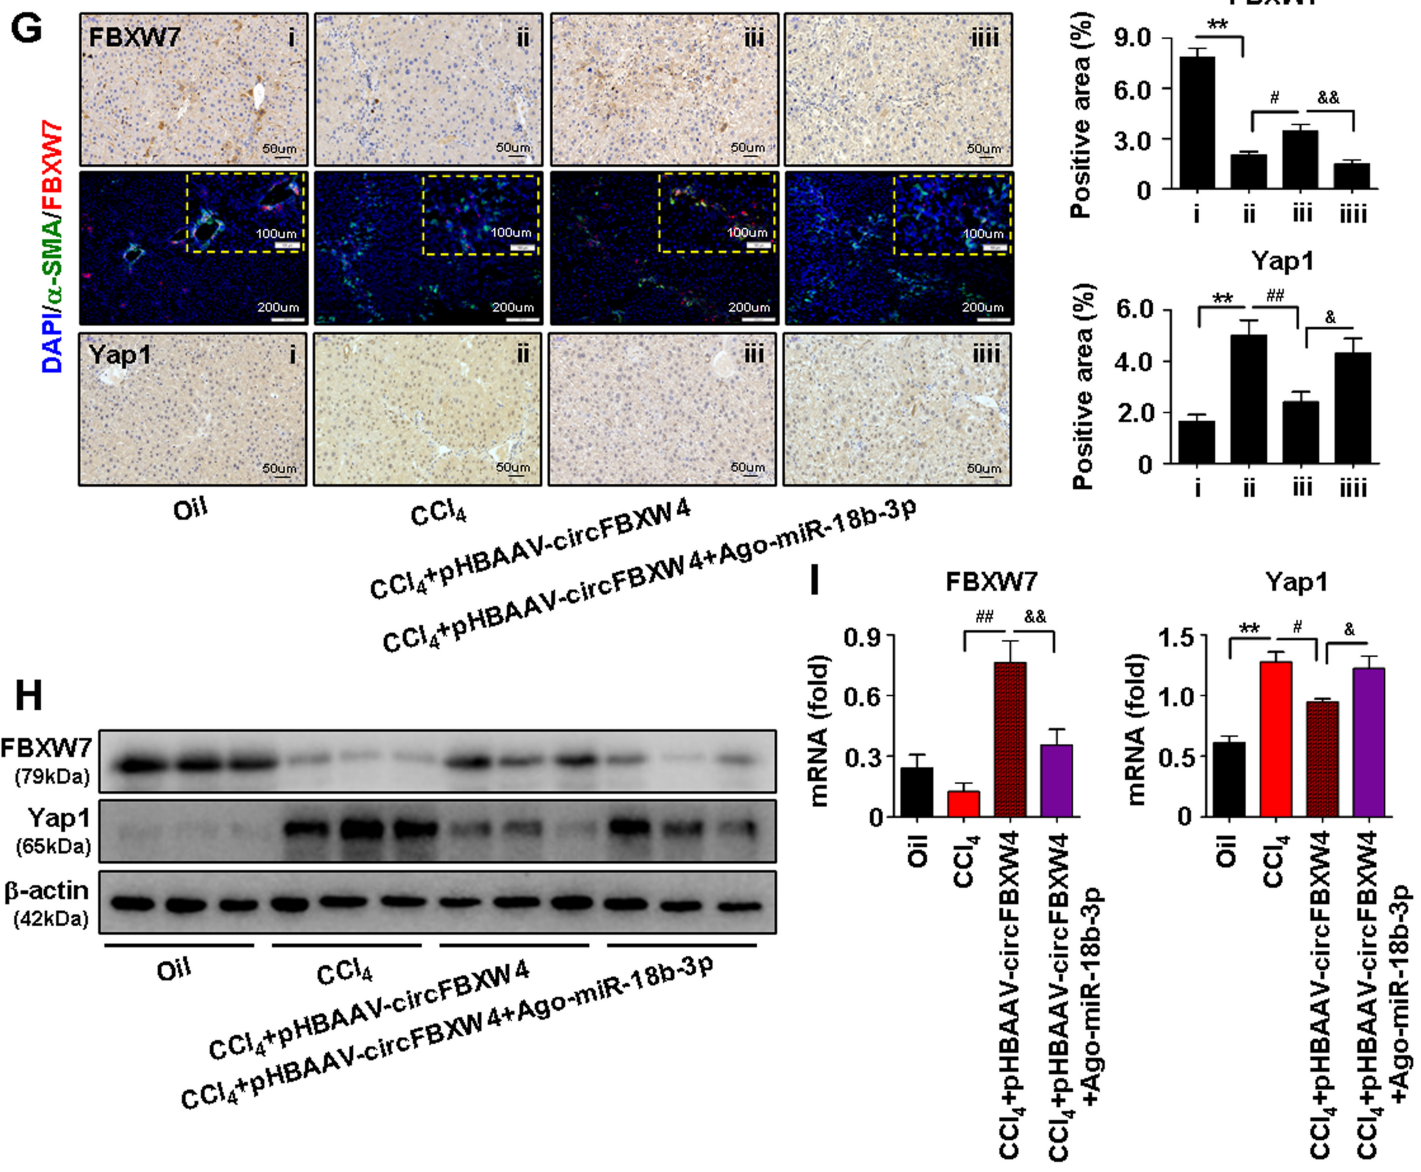 G
DAPI/α-SMA/FBXW7
FBXW7 i
ii
iii
iiii
50um
50um
50um
50um
100um
100um
100um
100um
200um
200um
200um
200um
Yap1 i
ii
iii
iiii
50um
50um
50um
50um
Oil
CCl4
CCl4+pHBAAV-circFBXW4
CCl4+pHBAAV-circFBXW4+Ago-miR-18b-3p
FBXW7
Positive area (%)
9.0
6.0
3.0
0
**
#
&&
i ii iii iiii
Yap1
Positive area (%)
6.0
4.0
2.0
0
**
##
&
i ii iii iiii
H
FBXW7
(79kDa)
Yap1
(65kDa)
β-actin
(42kDa)
Oil
CCl4
CCl4+pHBAAV-circFBXW4
CCl4+pHBAAV-circFBXW4+Ago-miR-18b-3p
I
FBXW7
mRNA (fold)
0.9
0.6
0.3
0
##
&&
Oil
CCl4
CCl4+pHBAAV-circFBXW4
CCl4+pHBAAV-circFBXW4
+Ago-miR-18b-3p
Yap1
mRNA (fold)
1.5
1.0
0.5
0
**
#
&
Oil
CCl4
CCl4+pHBAAV-circFBXW4
CCl4+pHBAAV-circFBXW4
+Ago-miR-18b-3p